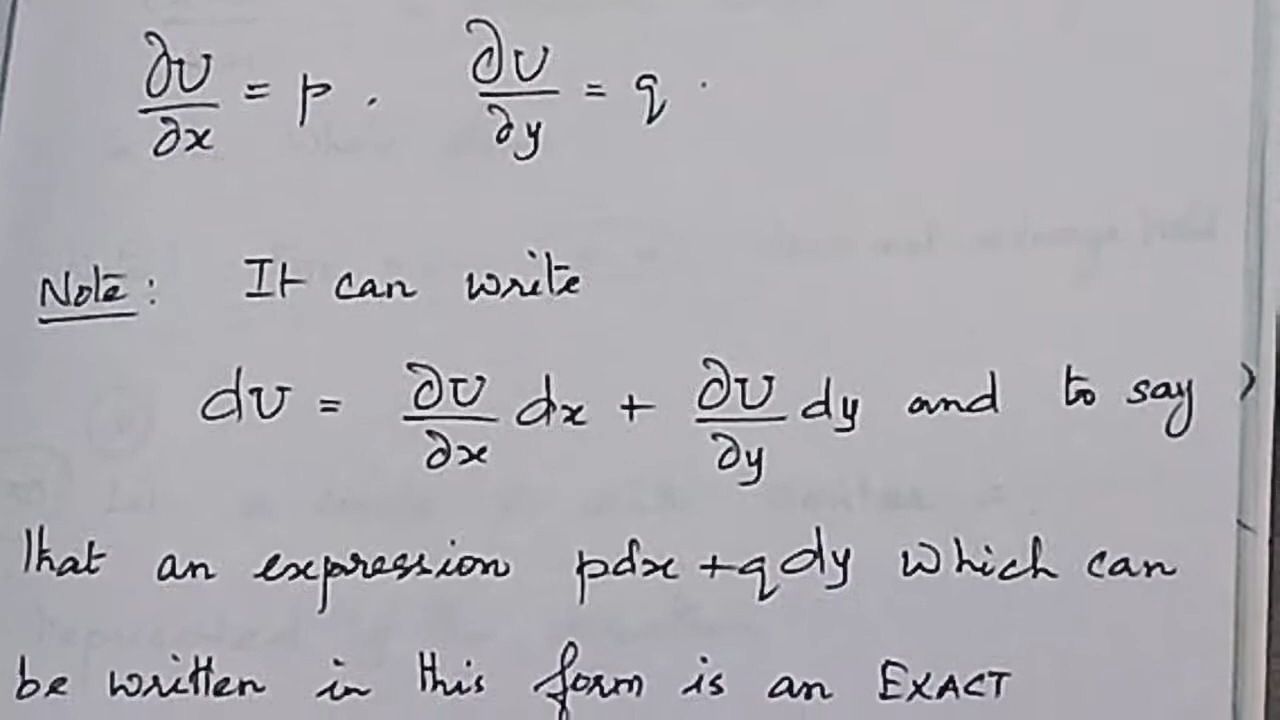 ∂U/∂x = p . ∂U/∂y = q .
Note: It can write
dU = ∂U/∂x dx + ∂U/∂y dy and to say
that an expression pdx + qdy which can
be written in this form is an EXACT